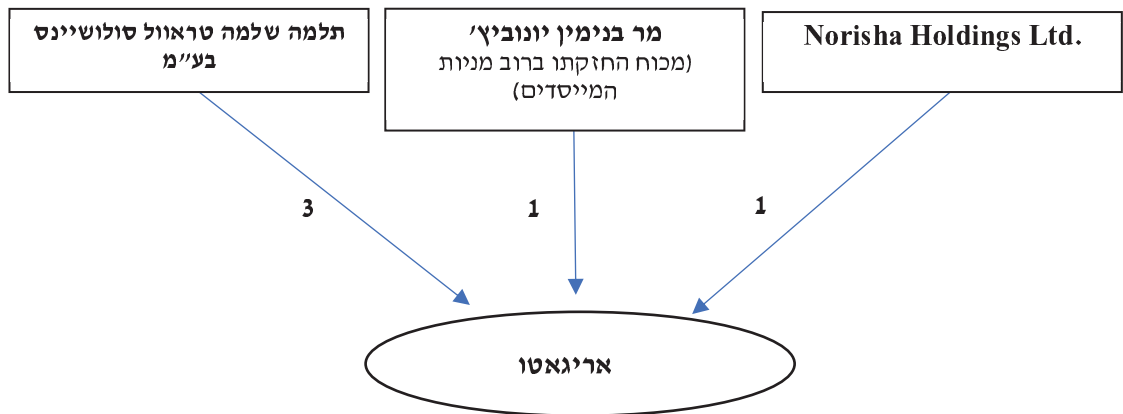 תלמה שלמה טראוול סולושיינס
בע״מ
מר בנימין יונוביץ׳
(מכוח החזקתו ברוב מניות
המייסדים)
Norisha Holdings Ltd.
3
1
1
אריגאטו